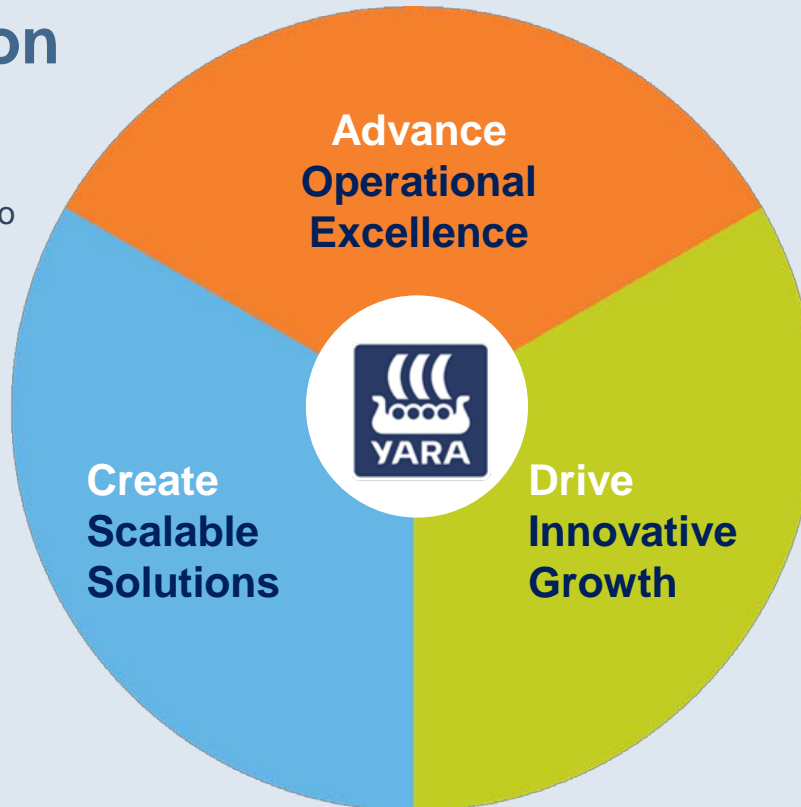 on
o
Advance
Operational
Excellence
YARA
Create
Scalable
Solutions
Drive
Innovative
Growth